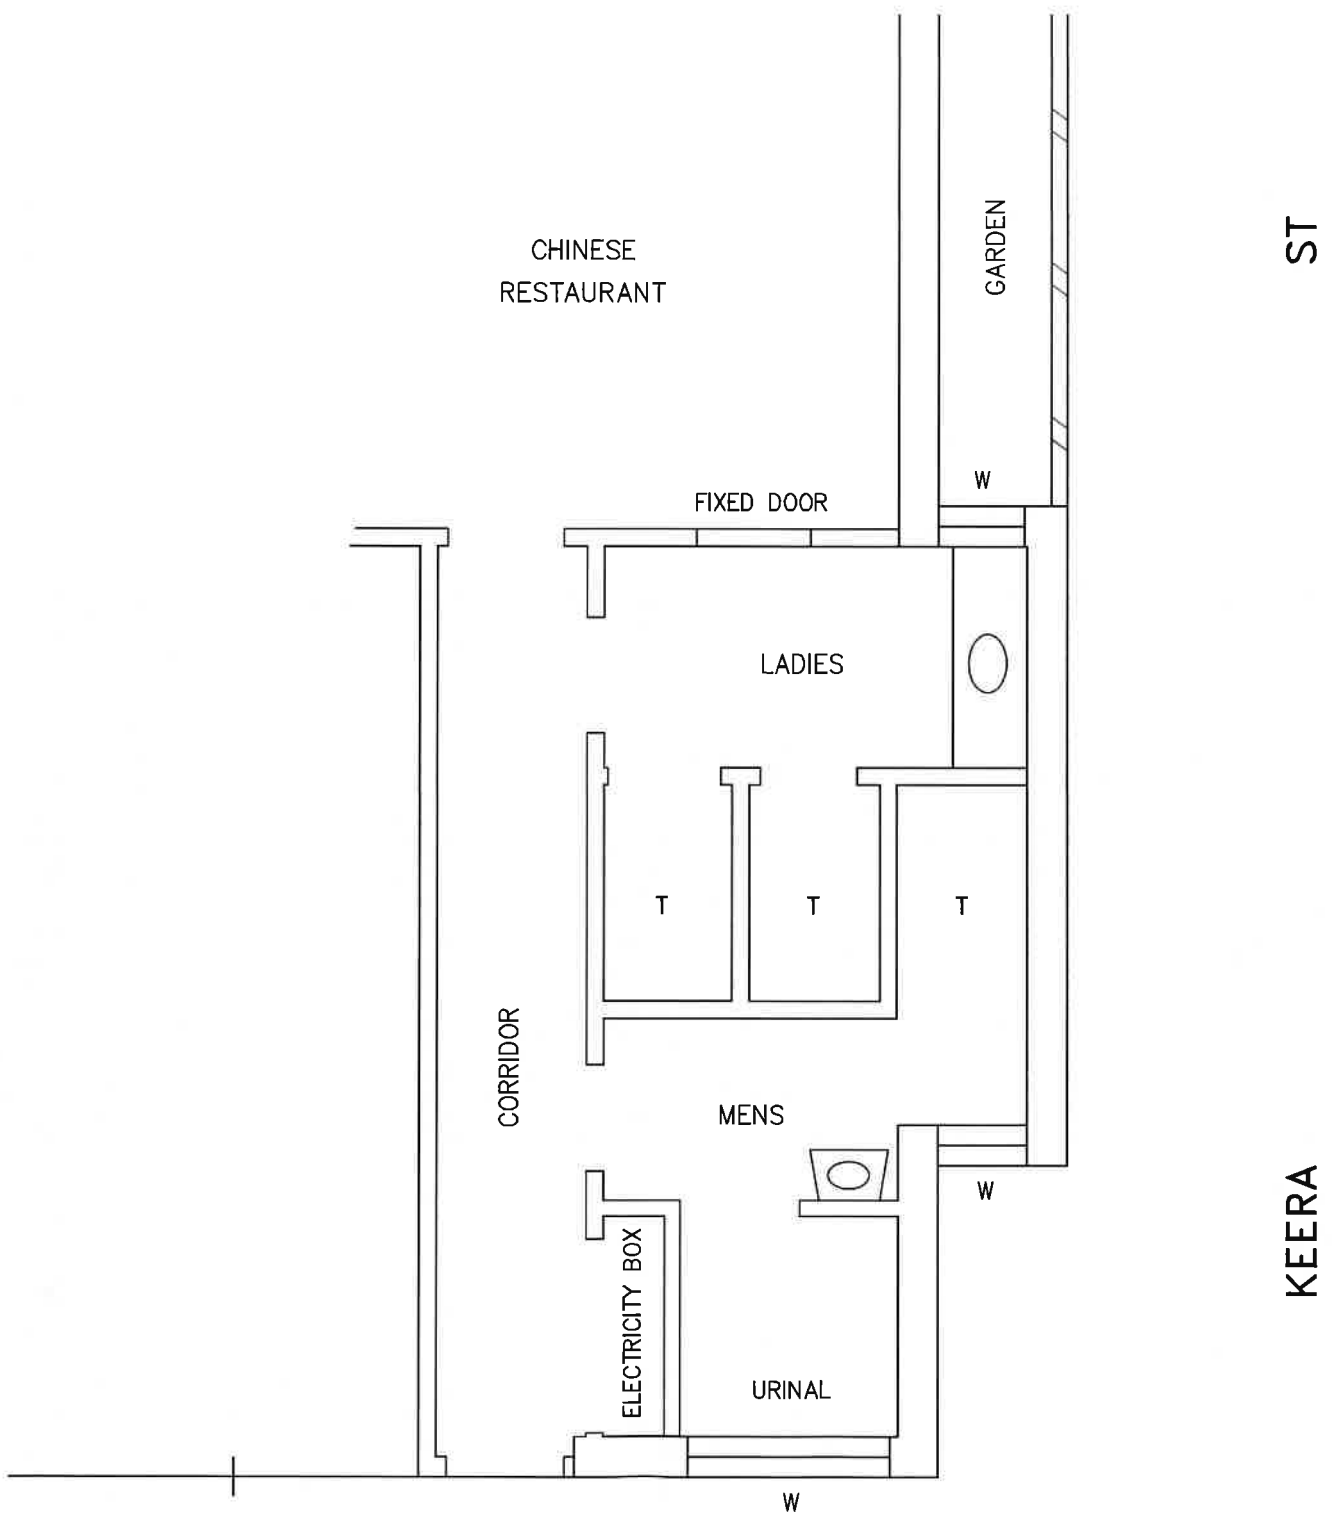 CHINESE
RESTAURANT
GARDEN
ST
W
FIXED DOOR
LADIES
T
T
T
CORRIDOR
MENS
W
KEERA
ELECTRICITY BOX
URINAL
W